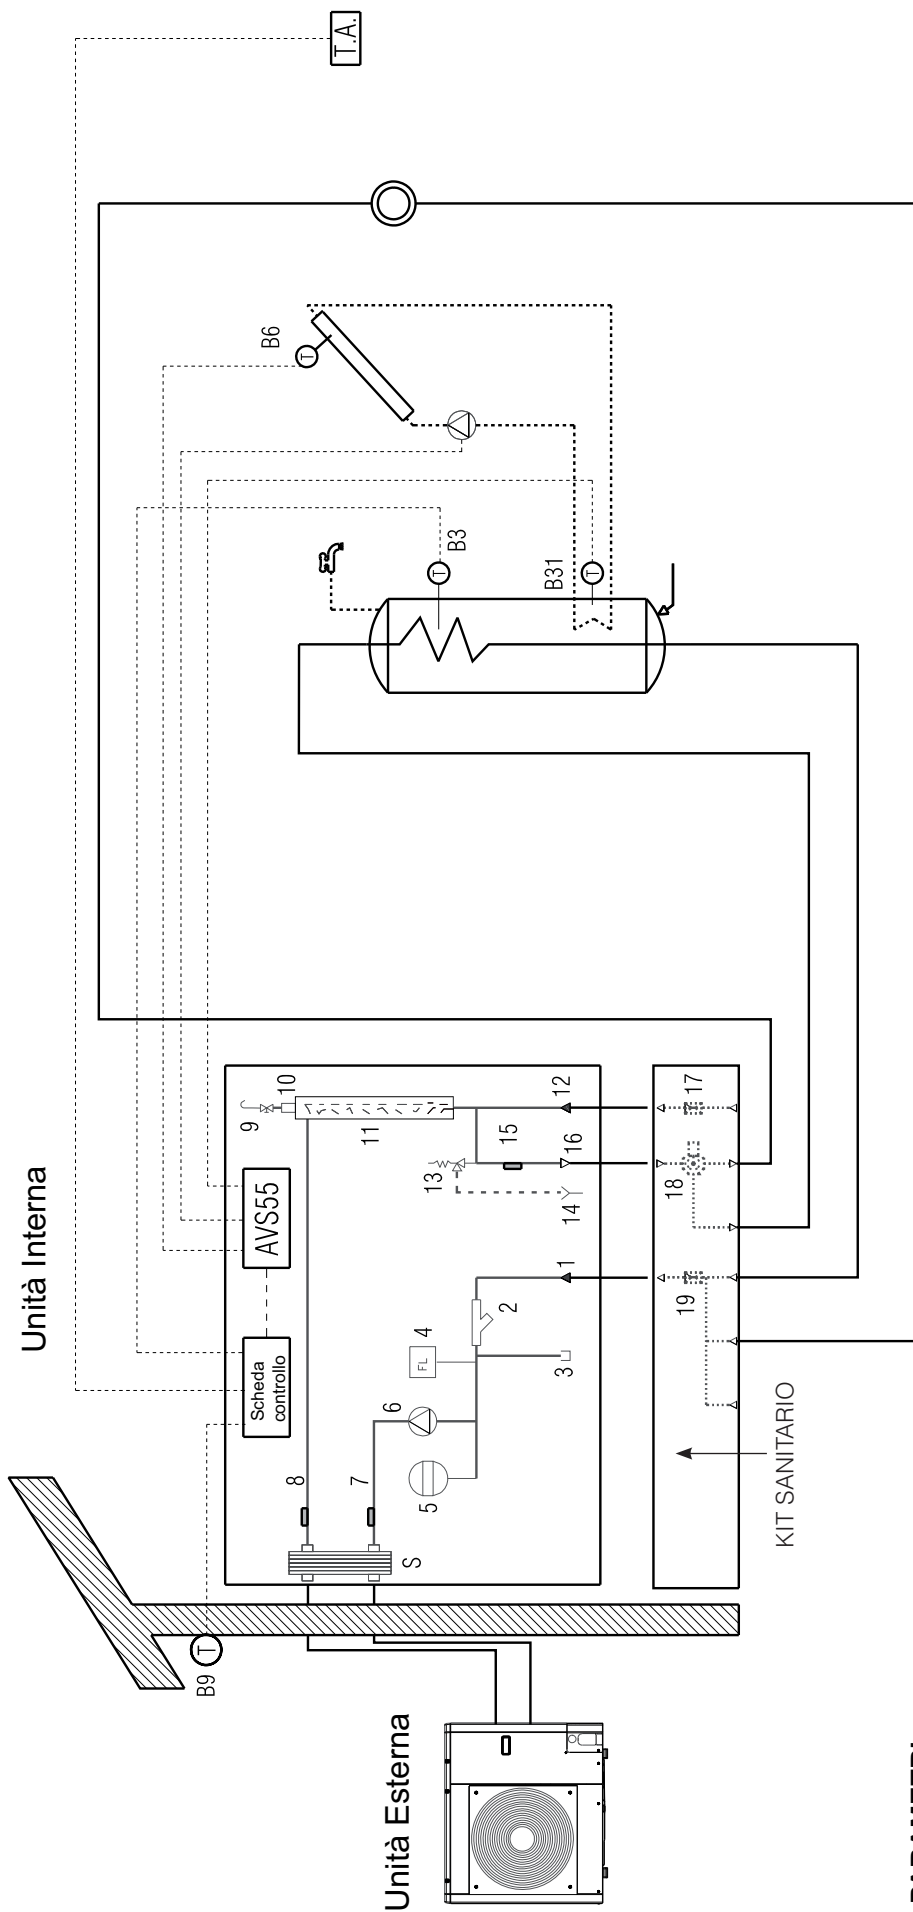 Unità Interna
Unità Esterna
T.A.
B6
B3
B31
B9
T
T
T
T
AVS55
Scheda
controllo
9
10
11
12
13
14
15
16
1
2
3
4
FL
5
6
7
8
S
17
18
19
KIT SANITARIO